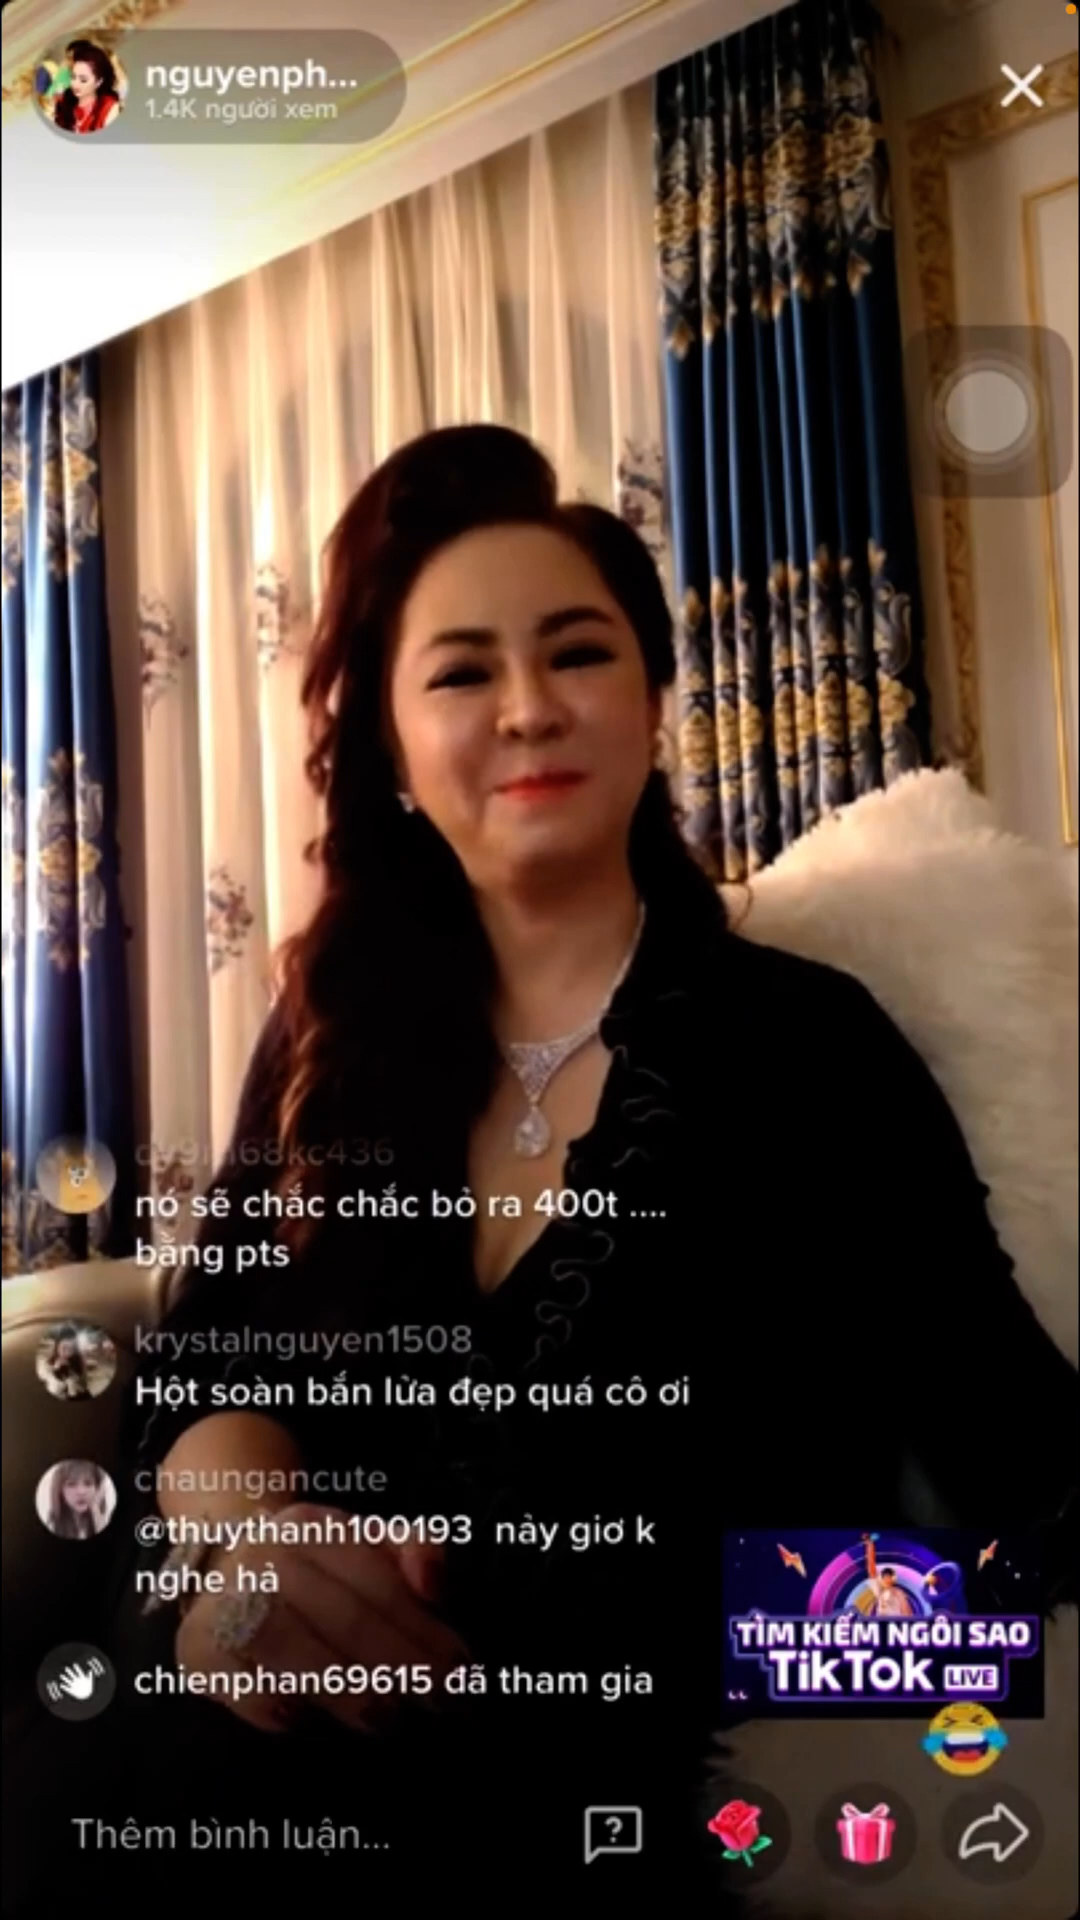 nguyenph...
1.4K người xem
nó sẽ chắc chắc bỏ ra 400t ....
bằng pts
krystalnguyen1508
Hột soàn bắn lửa đẹp quá cô ơi
chaungancute
@thuythanh100193 nảy giơ k
nghe hả
chienphan69615 đã tham gia
TÌM KIẾM NGÔI SAO
TikTok LIVE
Thêm bình luận...
?